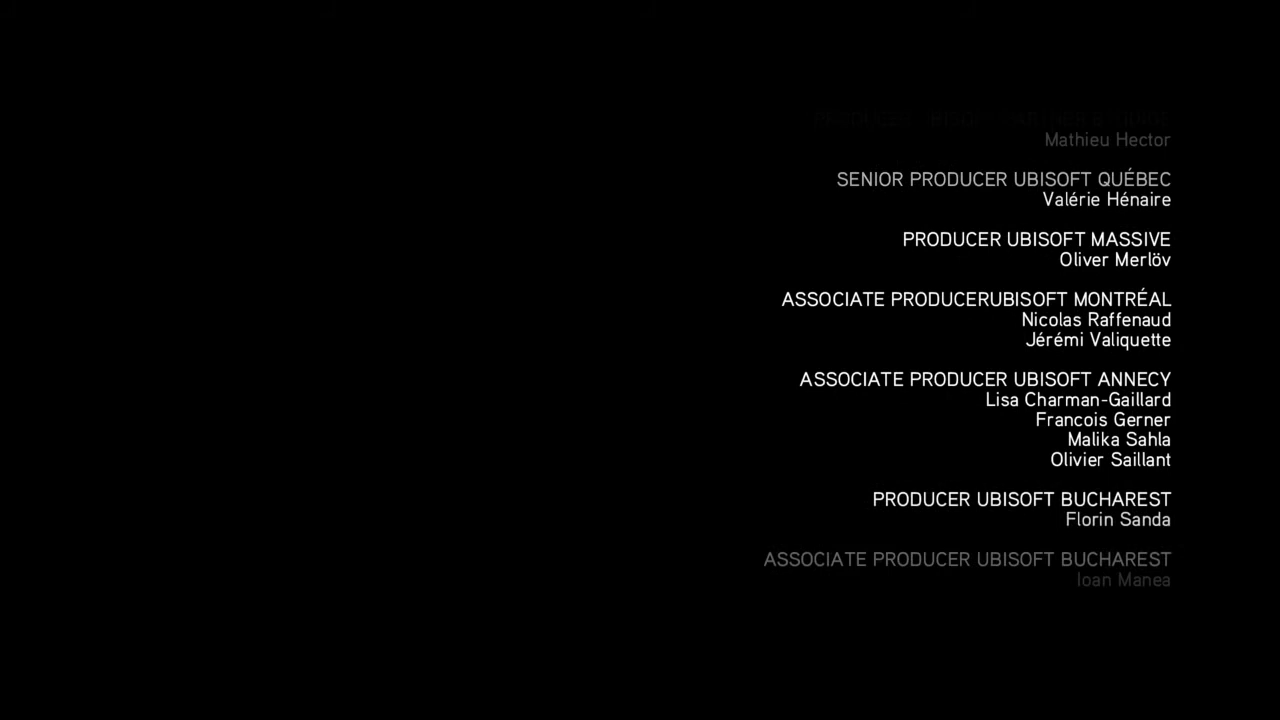 Mathieu Hector
SENIOR PRODUCER UBISOFT QUÉBEC
Valérie Hénaire
PRODUCER UBISOFT MASSIVE
Oliver Merlöv
ASSOCIATE PRODUCERUBISOFT MONTRÉAL
Nicolas Raffenaud
Jérémi Valiquette
ASSOCIATE PRODUCER UBISOFT ANNECY
Lisa Charman-Gaillard
Francois Gerner
Malika Sahla
Olivier Saillant
PRODUCER UBISOFT BUCHAREST
Florin Sanda
ASSOCIATE PRODUCER UBISOFT BUCHAREST
Ioan Manea